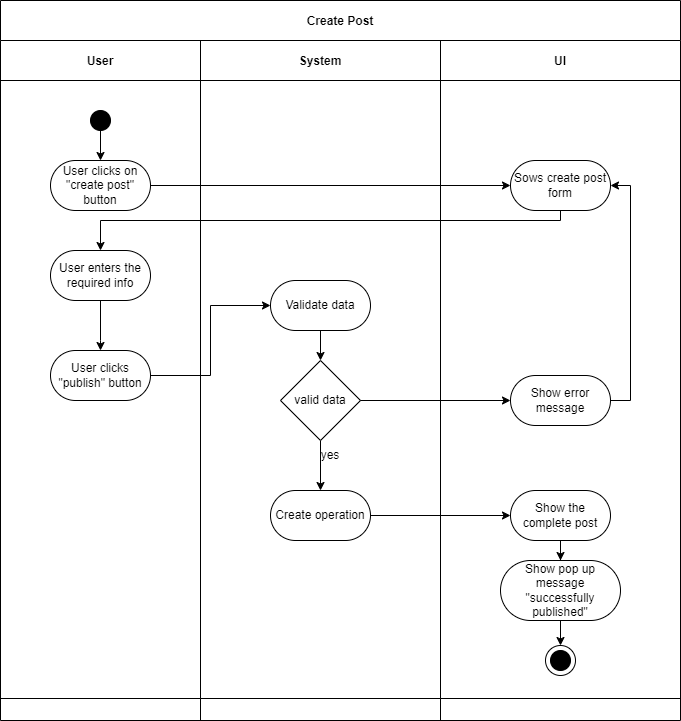 Create Post
User
System
UI
User clicks on
"create post"
button
Sows create post
form
User enters the
required info
Validate data
User clicks
"publish" button
valid data
Show error
message
yes
Create operation
Show the
complete post
Show pop up
message
"successfully
published"